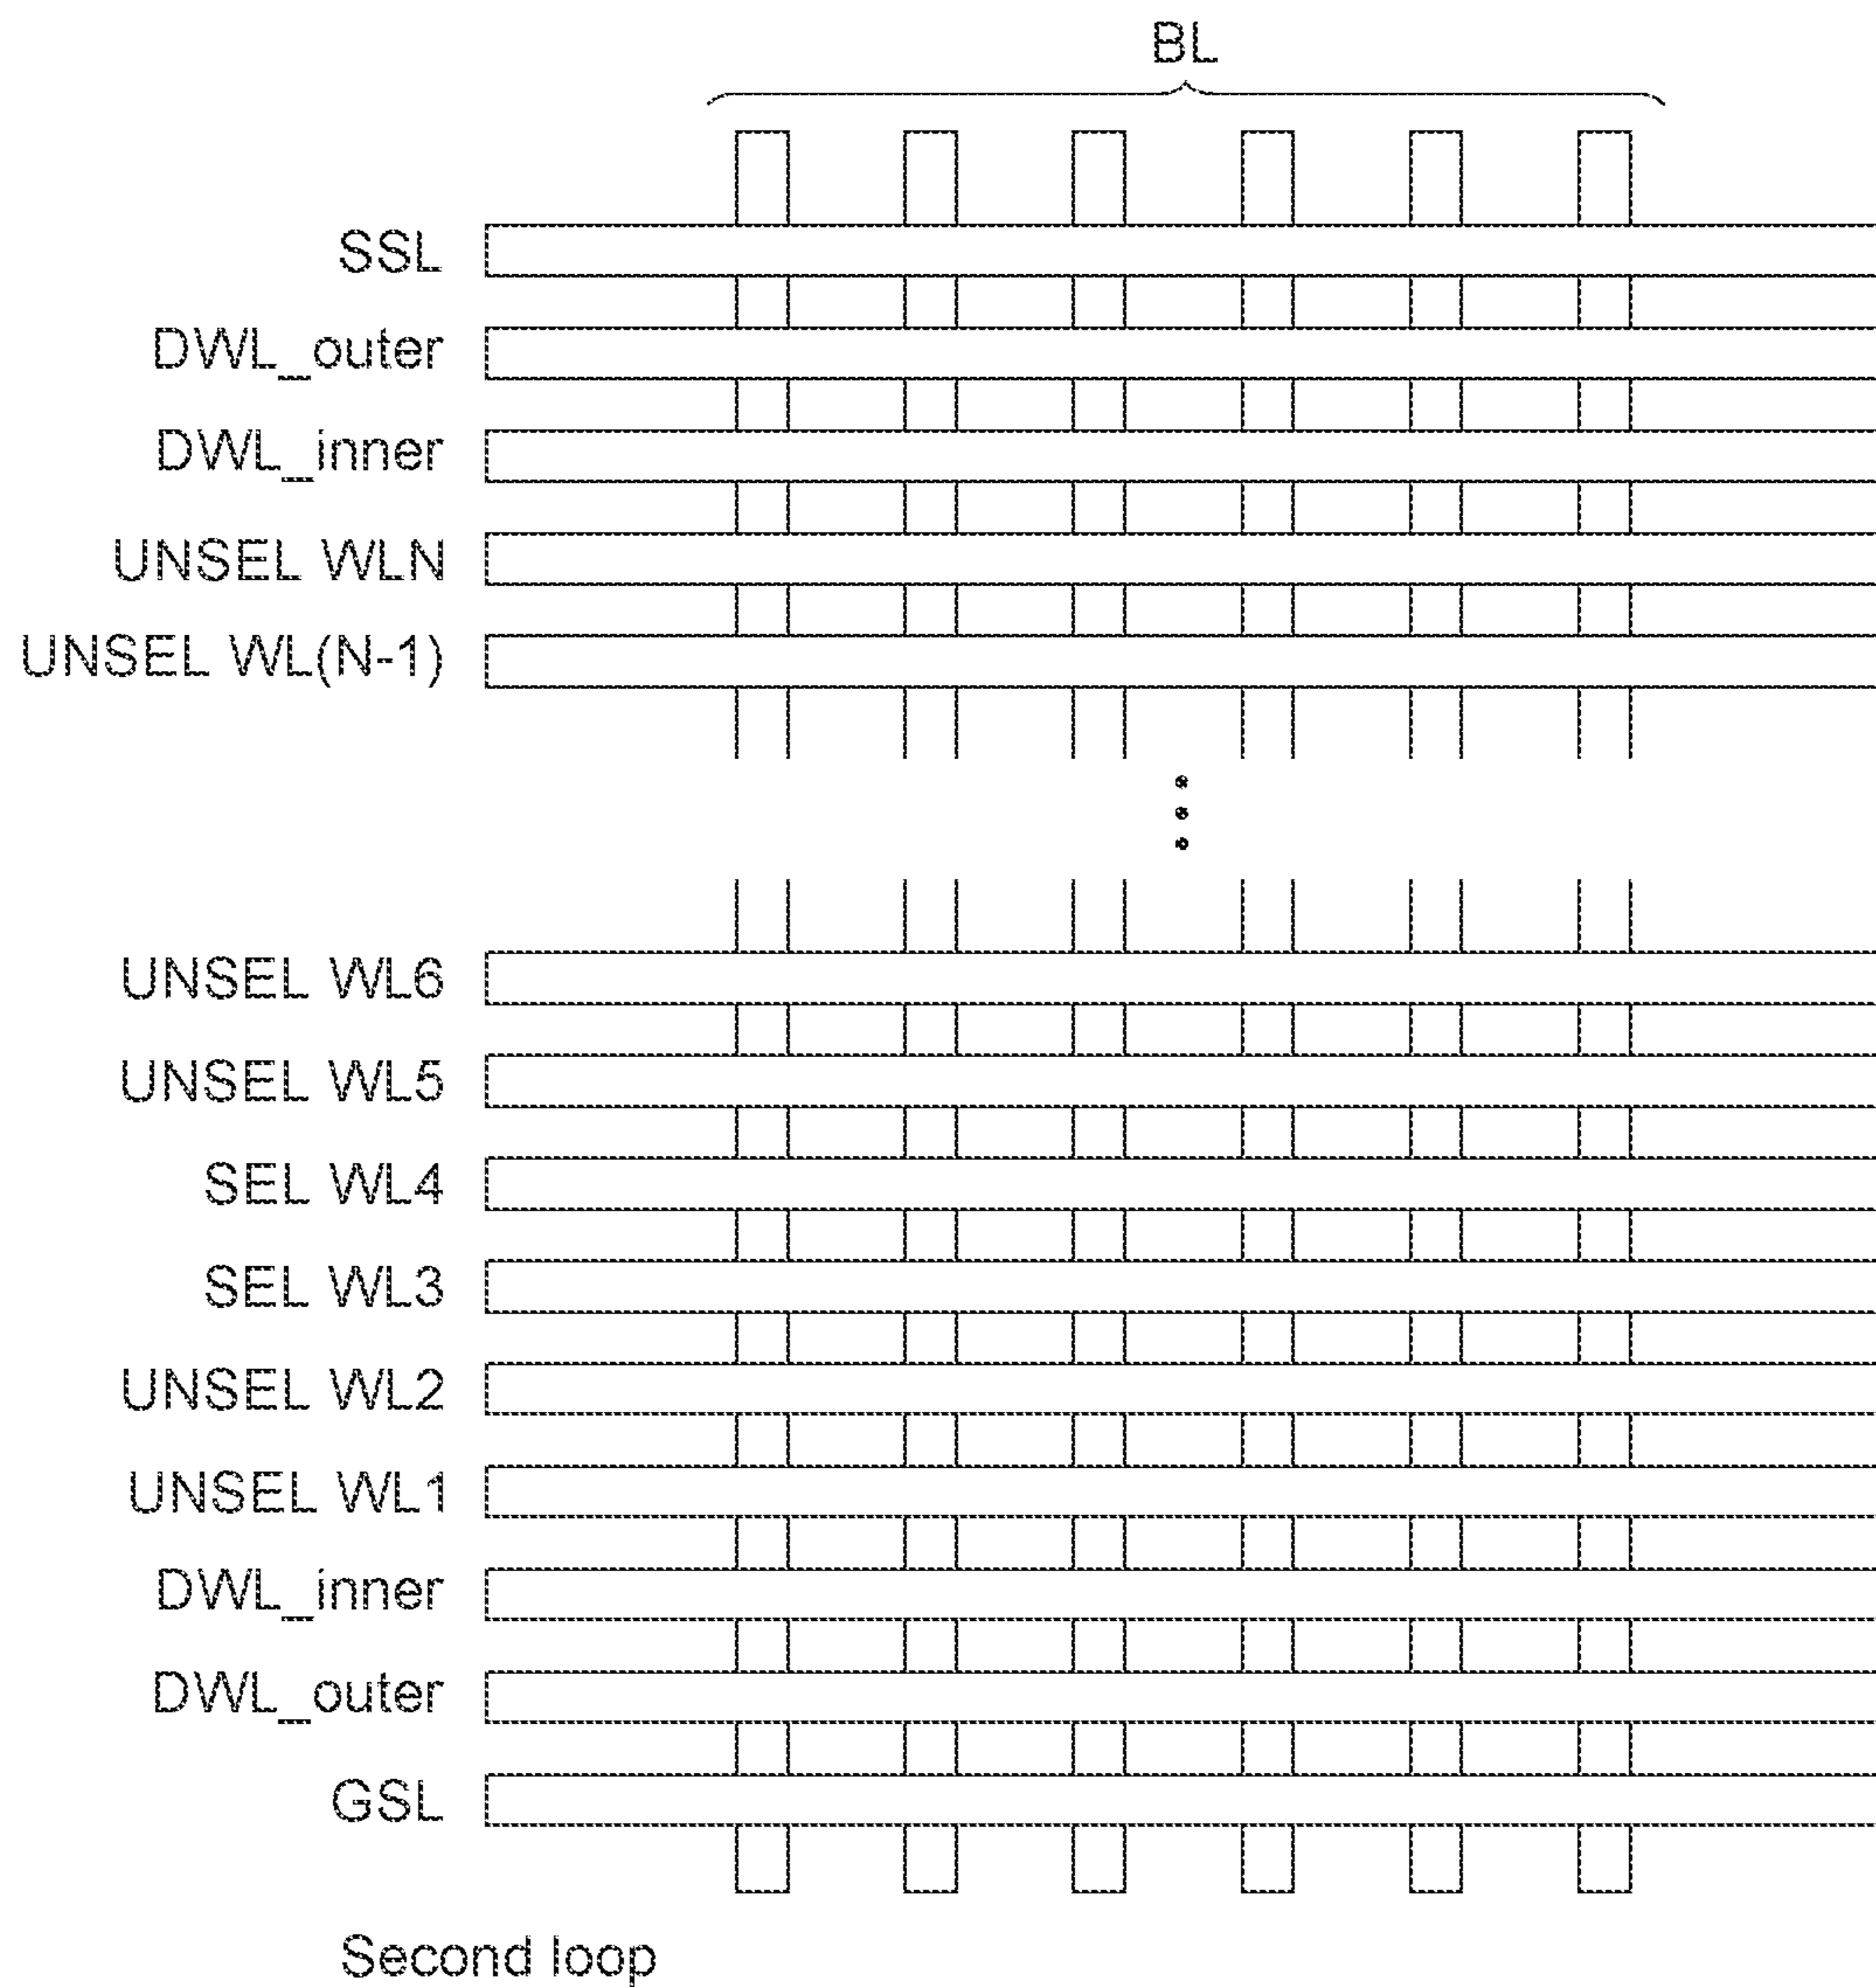 BL
SSL
DWL_outer
DWL_inner
UNSEL WLN
UNSEL WL(N-1)
UNSEL WL6
UNSEL WL5
SEL WL4
SEL WL3
UNSEL WL2
UNSEL WL1
DWL_inner
DWL_outer
GSL
Second loop